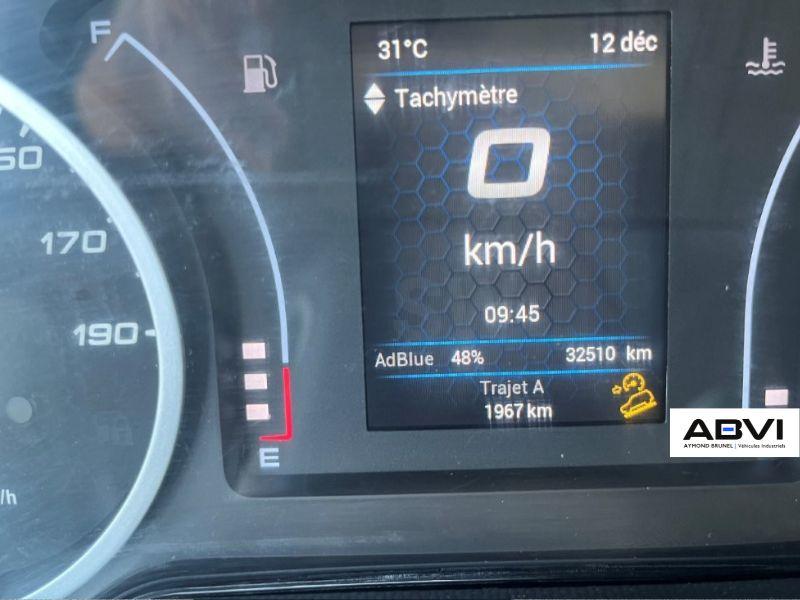 F
31°C 12 déc
Tachymètre
0
km/h
09:45
AdBlue 48% 32510 km
Trajet A
1967 km
E
170
190
/h
ABVI
AYMOND BRUNEL | Véhicules Industriels